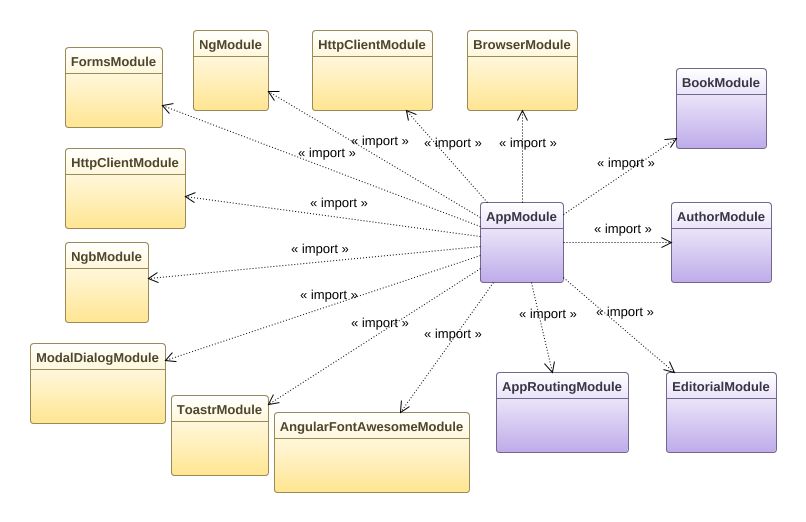 NgModule
HttpClientModule
BrowserModule
FormsModule
BookModule
« import »
« import »
« import »
« import »
« import »
HttpClientModule
« import »
AppModule
AuthorModule
« import »
NgbModule
« import »
« import »
« import »
« import »
« import »
« import »
ModalDialogModule
AppRoutingModule
EditorialModule
ToastrModule
AngularFontAwesomeModule
« import »